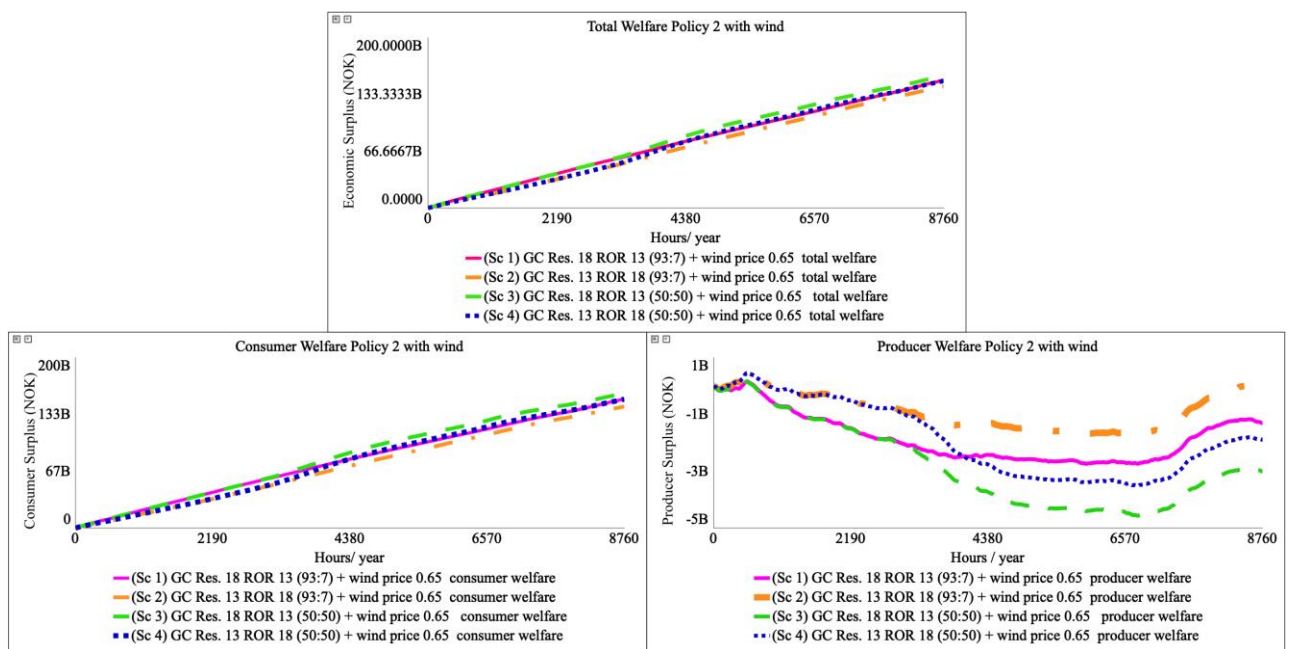 Total Welfare Policy 2 with wind
Economic Surplus (NOK)
200.0000B
133.3333B
66.6667B
0.0000
0 2190 4380 6570 8760
Hours/ year
(Sc 1) GC Res. 18 ROR 13 (93:7) + wind price 0.65 total welfare
(Sc 2) GC Res. 13 ROR 18 (93:7) + wind price 0.65 total welfare
(Sc 3) GC Res. 18 ROR 13 (50:50) + wind price 0.65 total welfare
(Sc 4) GC Res. 13 ROR 18 (50:50) + wind price 0.65 total welfare
Consumer Welfare Policy 2 with wind
Consumer Surplus (NOK)
200B
133B
67B
0
0 2190 4380 6570 8760
Hours/ year
(Sc 1) GC Res. 18 ROR 13 (93:7) + wind price 0.65 consumer welfare
(Sc 2) GC Res. 13 ROR 18 (93:7) + wind price 0.65 consumer welfare
(Sc 3) GC Res. 18 ROR 13 (50:50) + wind price 0.65 consumer welfare
(Sc 4) GC Res. 13 ROR 18 (50:50) + wind price 0.65 consumer welfare
Producer Welfare Policy 2 with wind
Producer Surplus (NOK)
1B
-1B
-3B
-5B
0 2190 4380 6570 8760
Hours / year
(Sc 1) GC Res. 18 ROR 13 (93:7) + wind price 0.65 producer welfare
(Sc 2) GC Res. 13 ROR 18 (93:7) + wind price 0.65 producer welfare
(Sc 3) GC Res. 18 ROR 13 (50:50) + wind price 0.65 producer welfare
(Sc 4) GC Res. 13 ROR 18 (50:50) + wind price 0.65 producer welfare